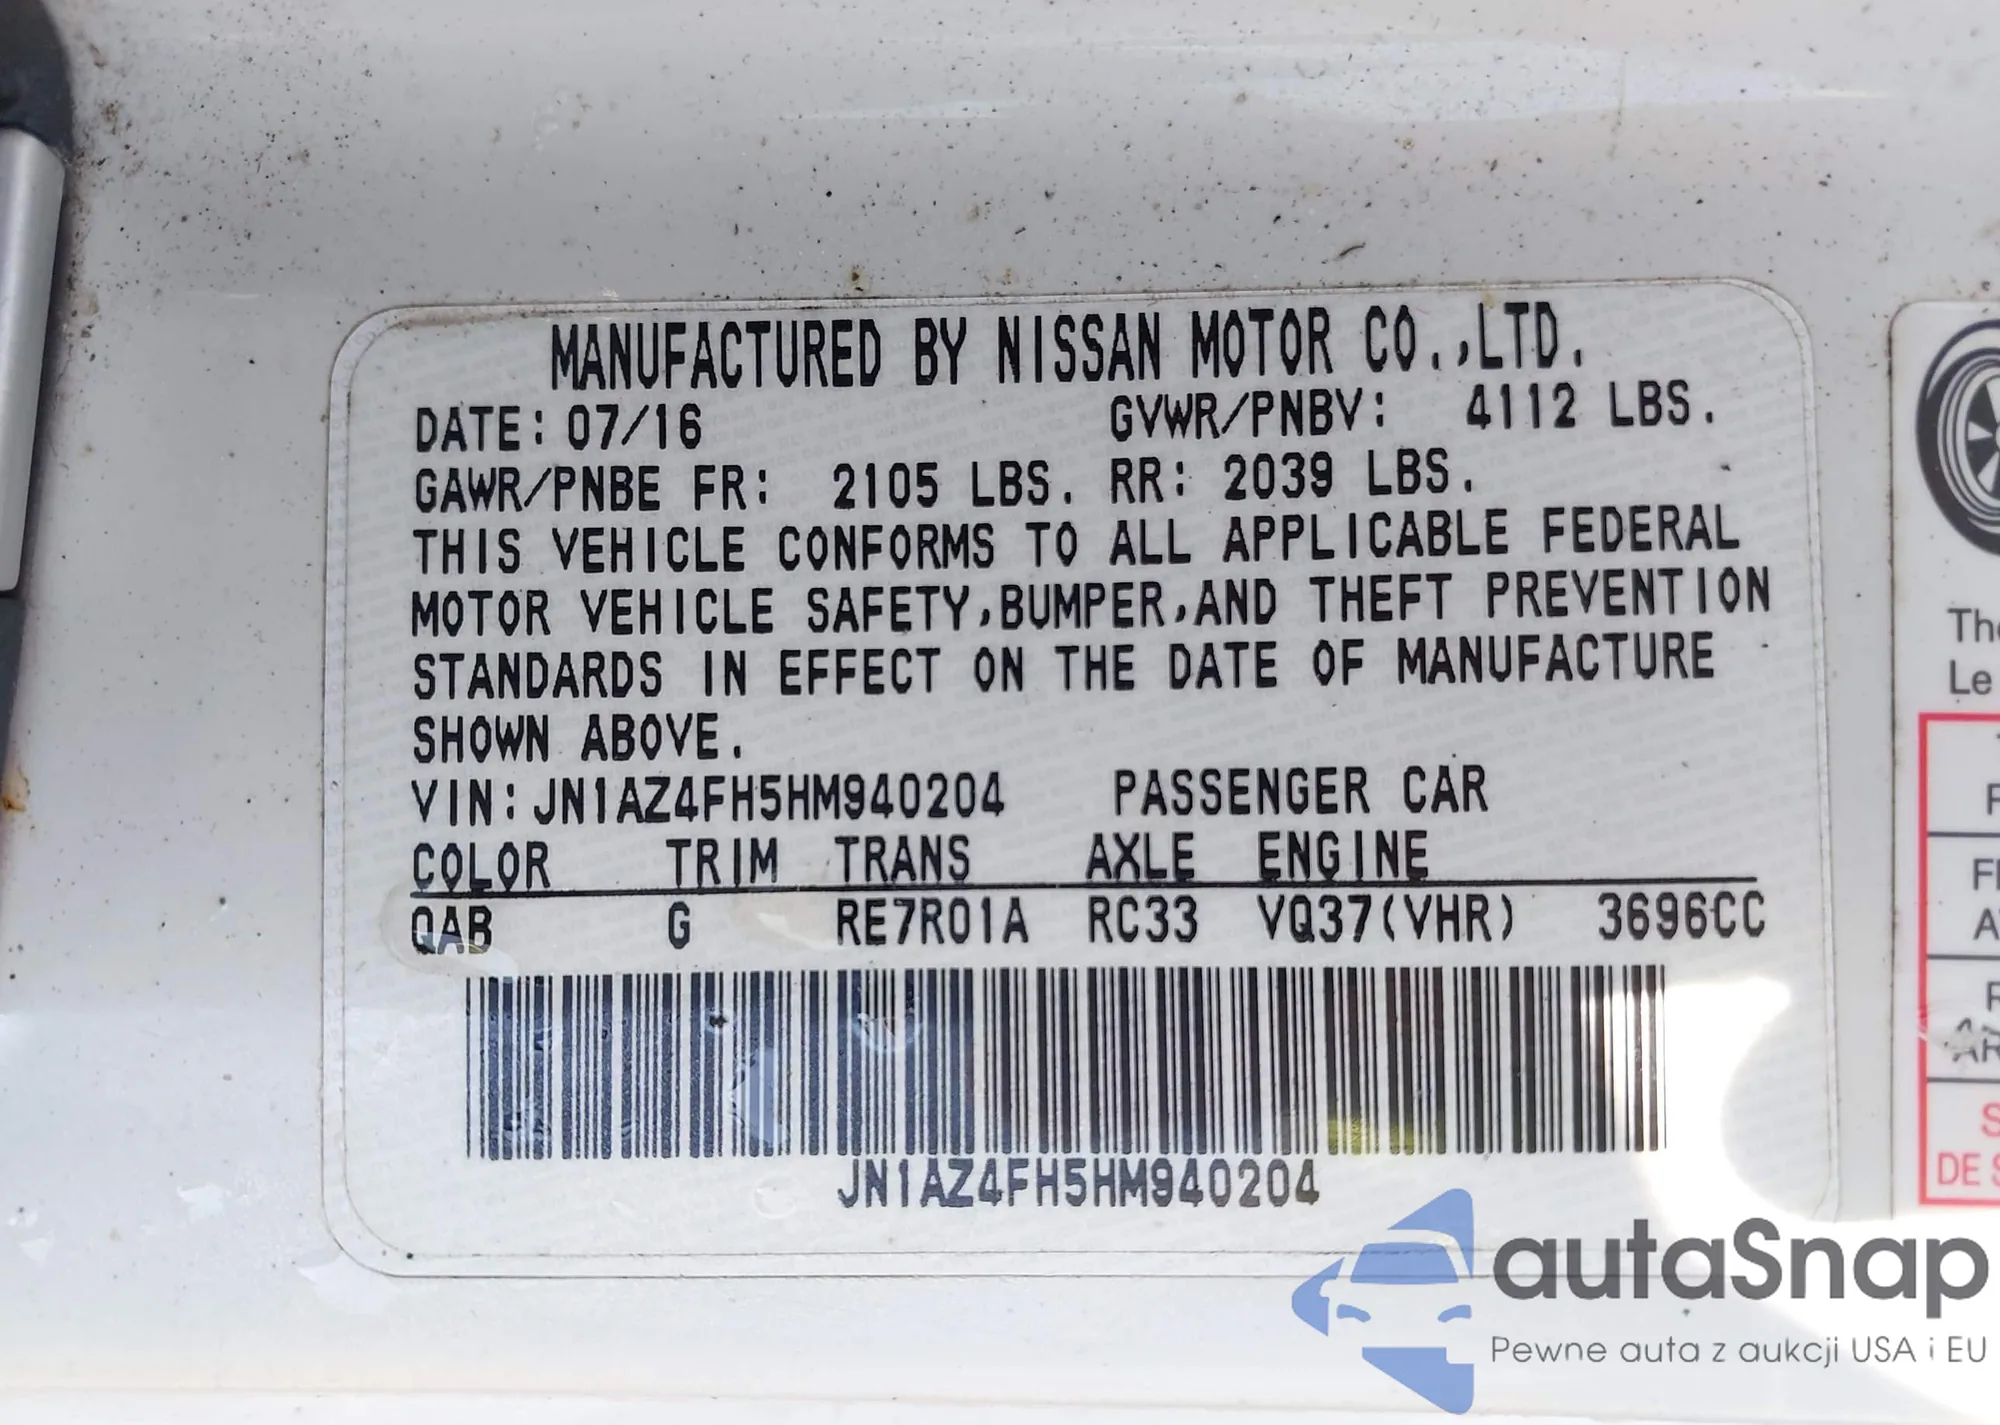 MANUFACTURED BY NISSAN MOTOR CO.,LTD.
DATE: 07/16 GVWR/PNBV: 4112 LBS.
GAWR/PNBE FR: 2105 LBS. RR: 2039 LBS.
THIS VEHICLE CONFORMS TO ALL APPLICABLE FEDERAL
MOTOR VEHICLE SAFETY,BUMPER,AND THEFT PREVENTION
STANDARDS IN EFFECT ON THE DATE OF MANUFACTURE
SHOWN ABOVE.
VIN: JN1AZ4FH5HM940204 PASSENGER CAR
COLOR TRIM TRANS AXLE ENGINE
QAB G RE7R01A RC33 VQ37(VHR) 3696CC
JN1AZ4FH5HM940204
Le
DE
autaSnap
Pewne auta z aukcji USA i EU